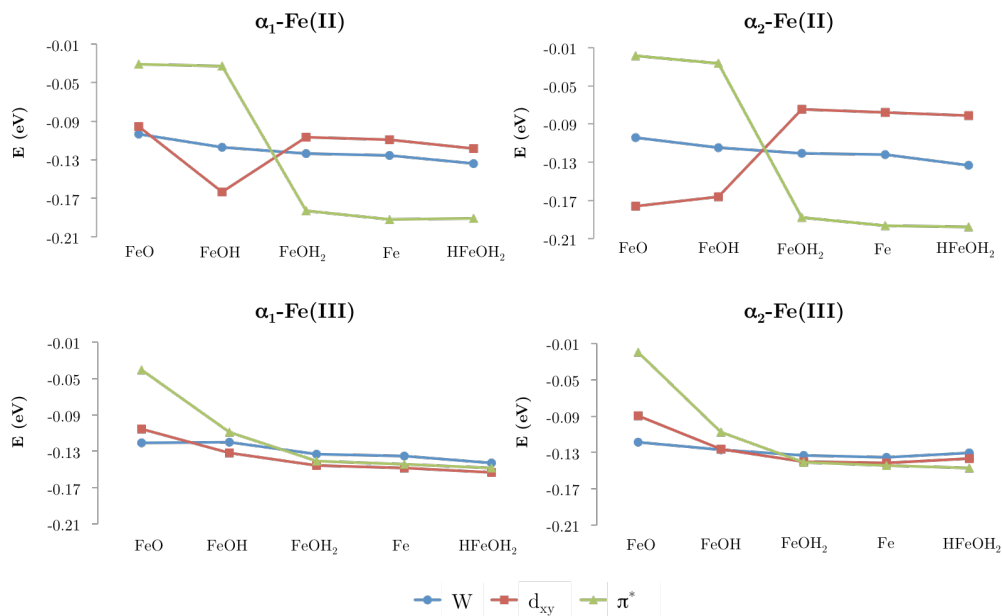 α₁-Fe(II)
E (eV)
-0.01
-0.05
-0.09
-0.13
-0.17
-0.21
FeO FeOH FeOH₂ Fe HFeOH₂
α₂-Fe(II)
E (eV)
-0.01
-0.05
-0.09
-0.13
-0.17
-0.21
FeO FeOH FeOH₂ Fe HFeOH₂
α₁-Fe(III)
E (eV)
-0.01
-0.05
-0.09
-0.13
-0.17
-0.21
FeO FeOH FeOH₂ Fe HFeOH₂
α₂-Fe(III)
E (eV)
-0.01
-0.05
-0.09
-0.13
-0.17
-0.21
FeO FeOH FeOH₂ Fe HFeOH₂
W d_xy π*